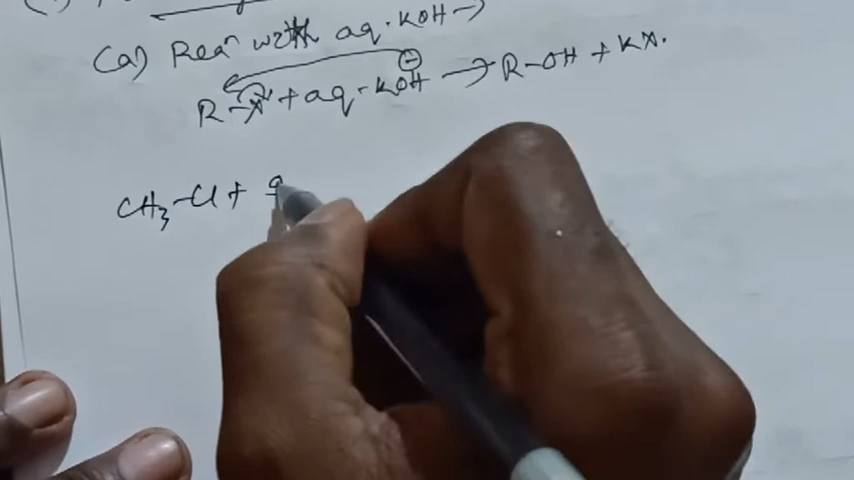 (a) Reaⁿ with aq. KOH →
R-X + aq - KOH → R-OH + KX.
CH₃-Cl + a